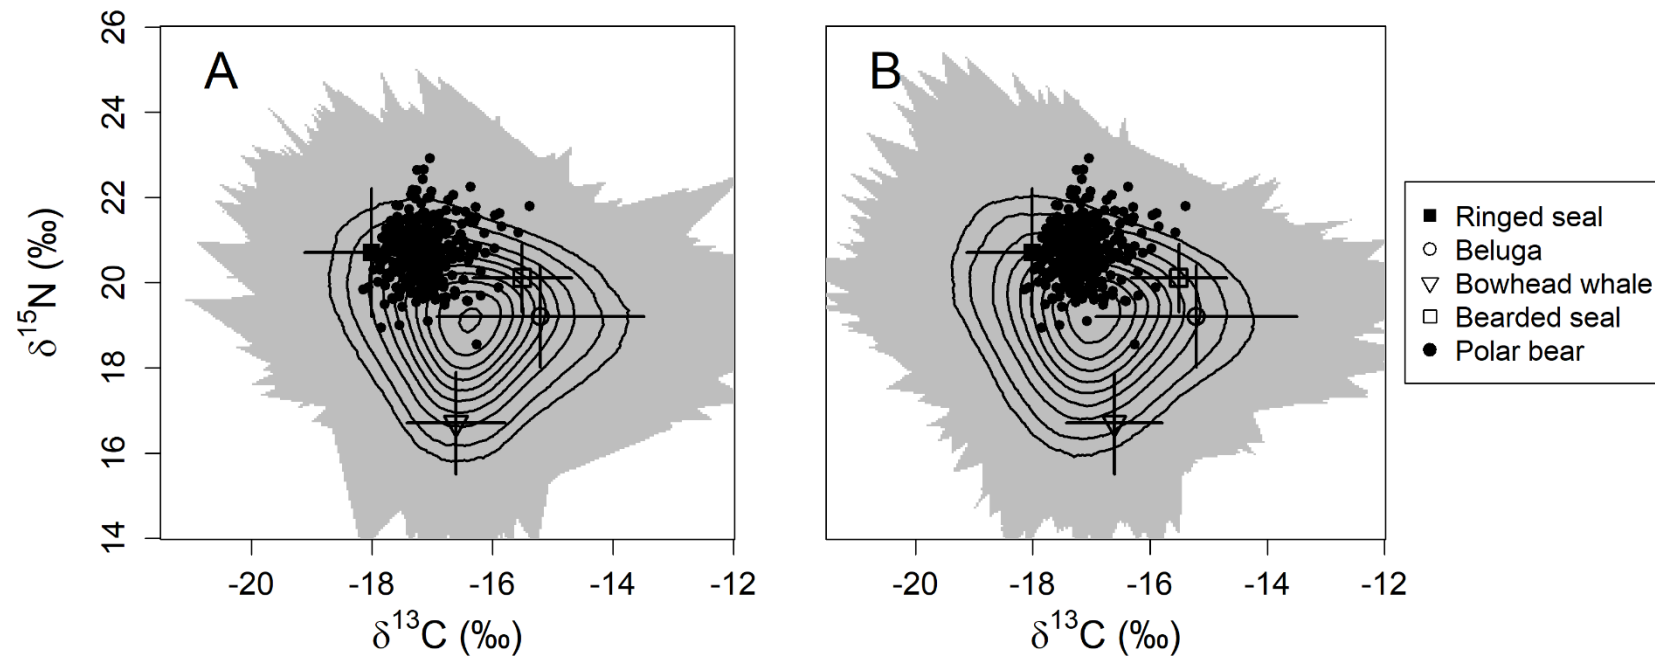 A
B
26
24
22
20
18
16
14
δ15N (‰)
-20
-18
-16
-14
-12
-20
-18
-16
-14
-12
δ13C (‰)
δ13C (‰)
Ringed seal
Beluga
Bowhead whale
Bearded seal
Polar bear